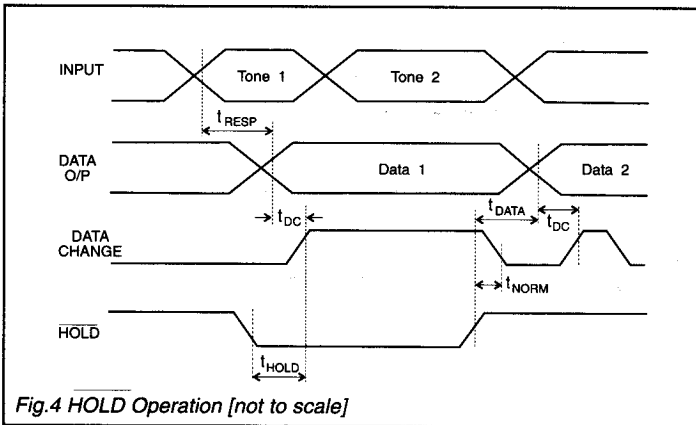 INPUT
Tone 1
Tone 2
tRESP
DATA
O/P
Data 1
Data 2
tDC
tDATA
tDC
DATA
CHANGE
tNORM
HOLD
tHOLD
Fig.4 HOLD Operation [not to scale]